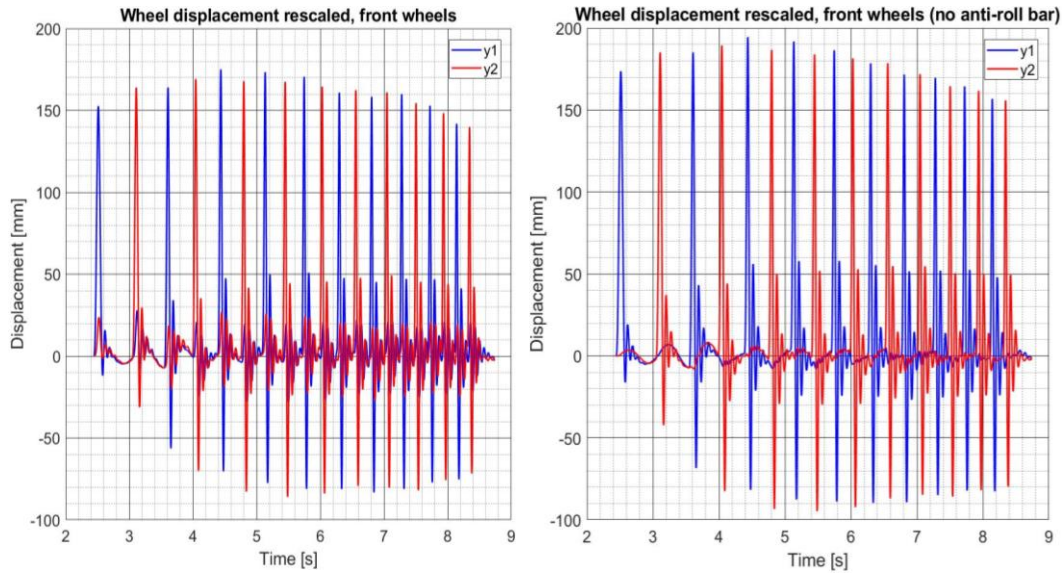 Wheel displacement rescaled, front wheels
200
150
100
50
0
-50
-100
2 3 4 5 6 7 8 9
Displacement [mm]
Time [s]
y1
y2
Wheel displacement rescaled, front wheels (no anti-roll bar)
200
150
100
50
0
-50
-100
2 3 4 5 6 7 8 9
Displacement [mm]
Time [s]
y1
y2